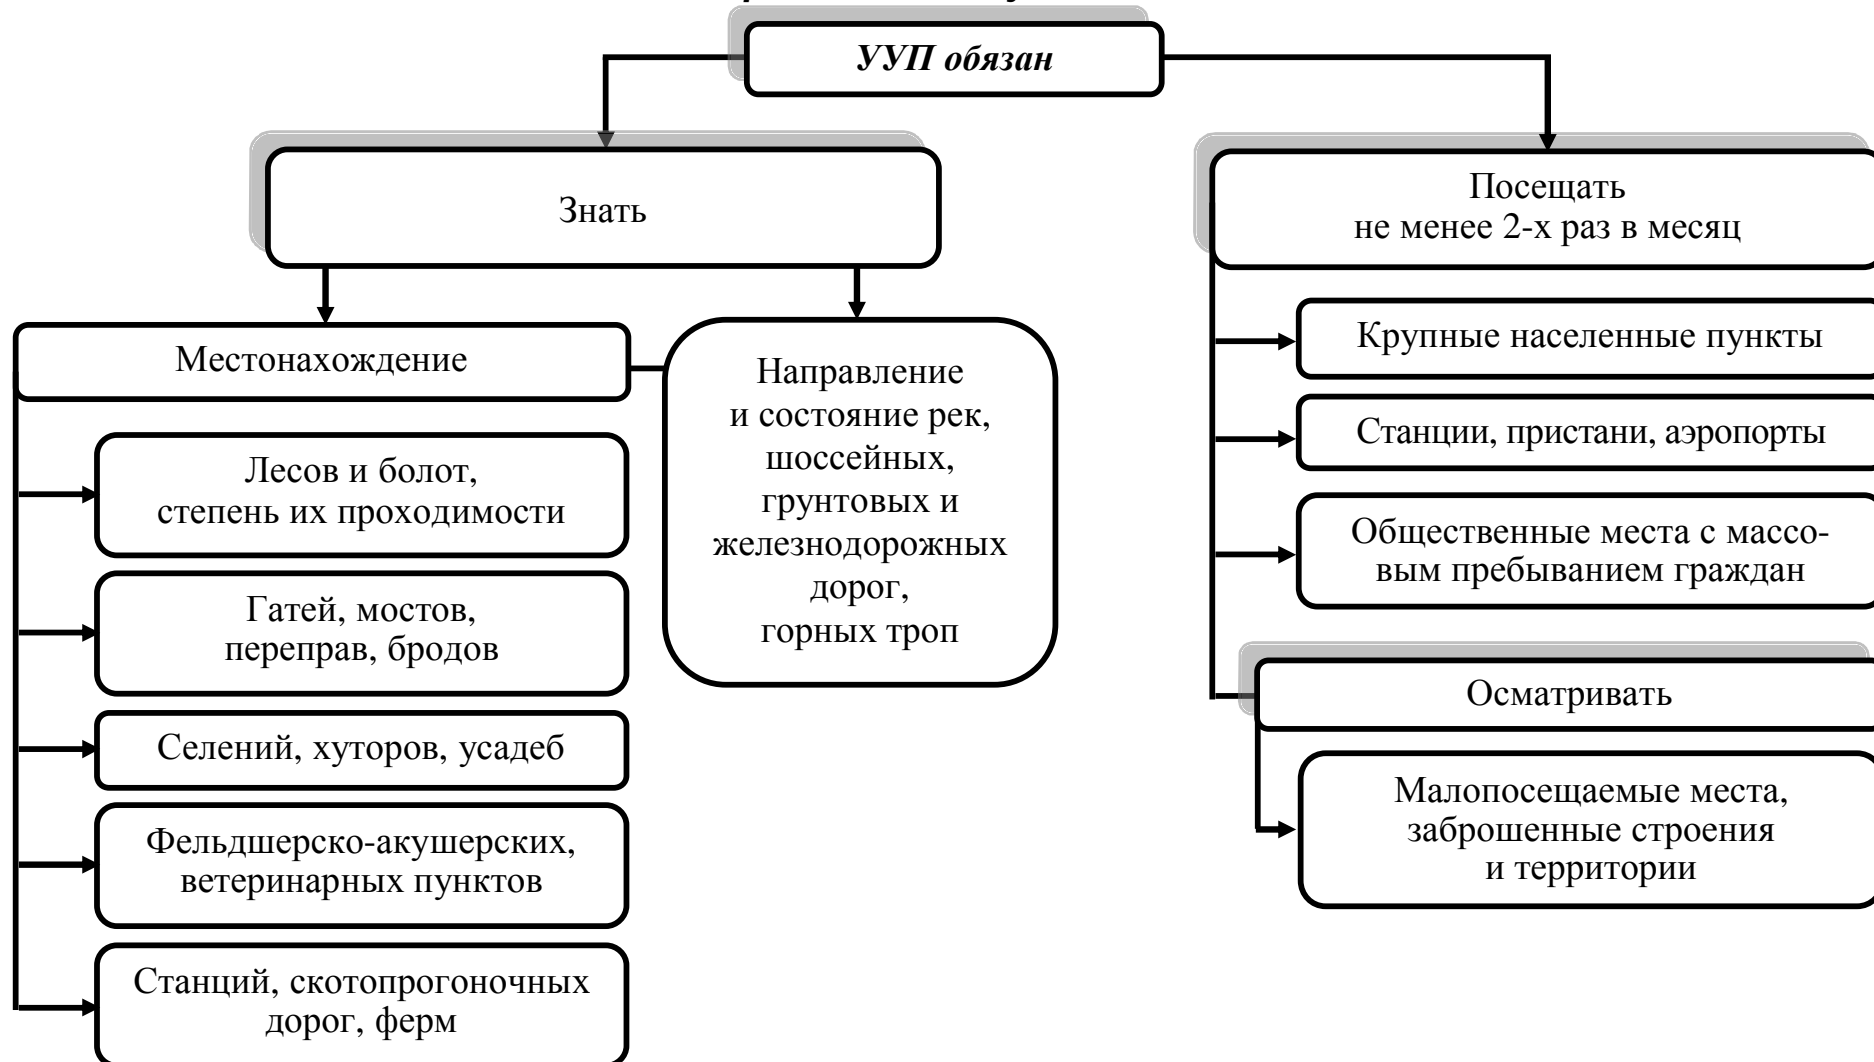 УУП обязан
Знать
Местонахождение
Лесов и болот,
степень их проходимости
Гатей, мостов,
переправ, бродов
Селений, хуторов, усадеб
Фельдшерско-акушерских,
ветеринарных пунктов
Станций, скотопрогоночных
дорог, ферм
Направление
и состояние рек,
шоссейных,
грунтовых и
железнодорожных
дорог,
горных троп
Посещать
не менее 2-х раз в месяц
Крупные населенные пункты
Станции, пристани, аэропорты
Общественные места с массо-
вым пребыванием граждан
Осматривать
Малопосещаемые места,
заброшенные строения
и территории